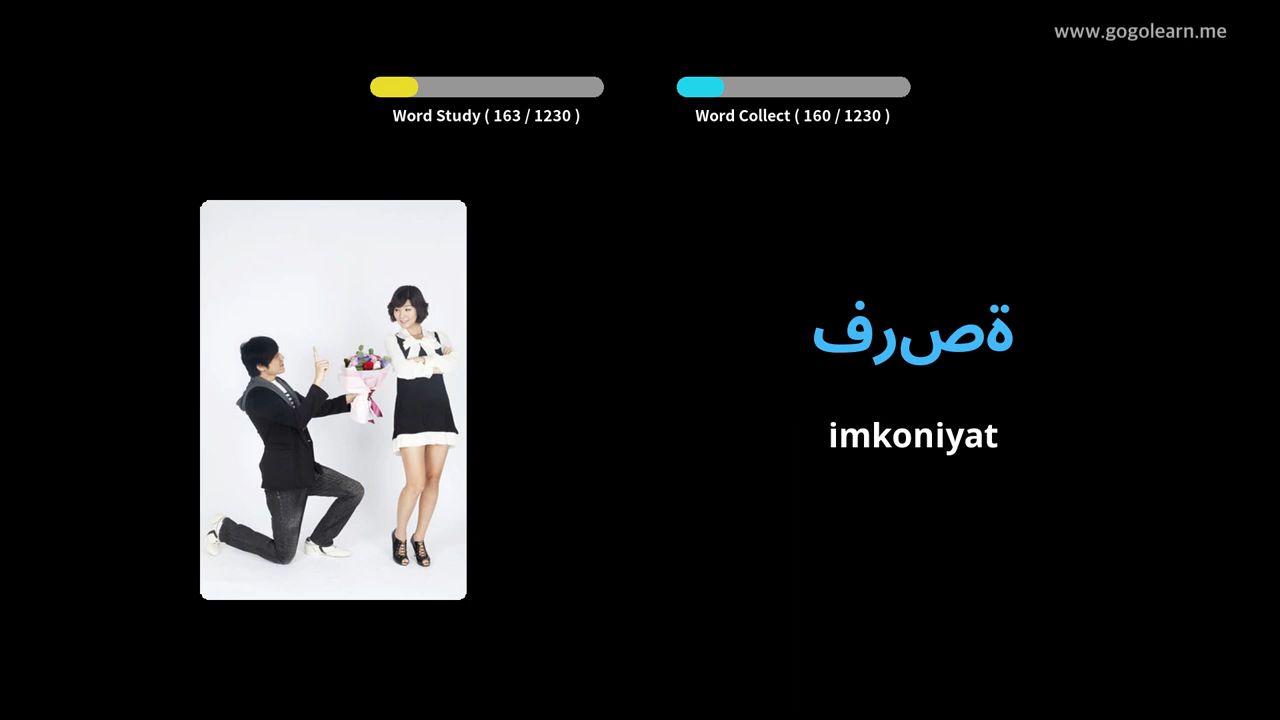 www.gogolearn.me
Word Study ( 163 / 1230 )
Word Collect ( 160 / 1230 )
فرصة
imkoniyat